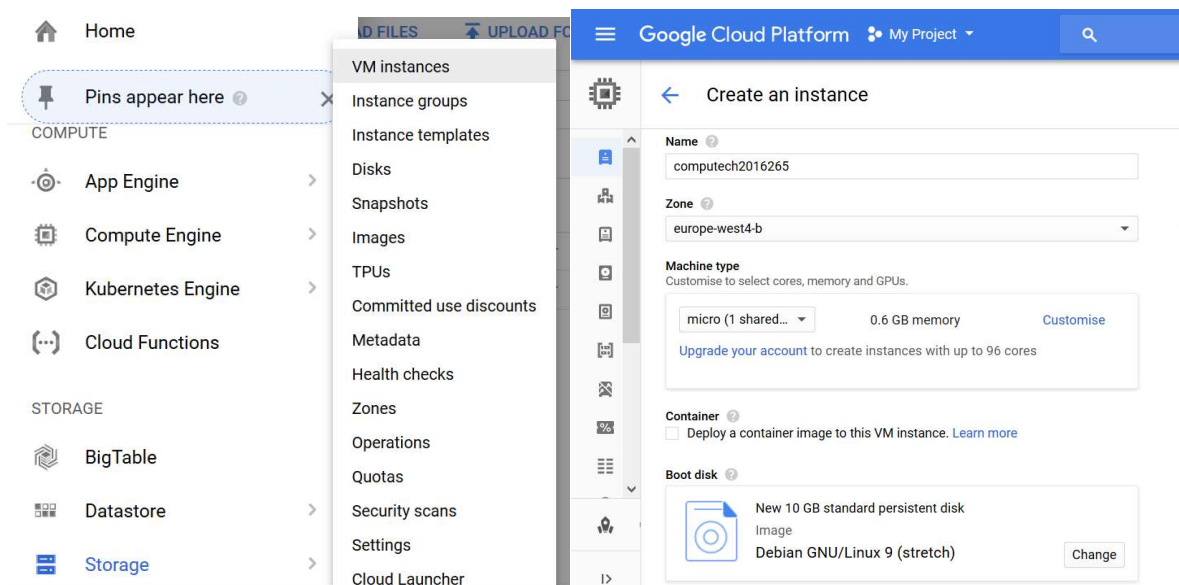 Home
Pins appear here
COMPUTE
App Engine
Compute Engine
Kubernetes Engine
Cloud Functions
STORAGE
BigTable
Datastore
Storage
AD FILES UPLOAD FO
VM instances
Instance groups
Instance templates
Disks
Snapshots
Images
TPUs
Committed use discounts
Metadata
Health checks
Zones
Operations
Quotas
Security scans
Settings
Cloud Launcher
Google Cloud Platform My Project
Create an instance
Name
computech2016265
Zone
europe-west4-b
Machine type
Customise to select cores, memory and GPUs.
micro (1 shared... 0.6 GB memory Customise
Upgrade your account to create instances with up to 96 cores
Container
Deploy a container image to this VM instance. Learn more
Boot disk
New 10 GB standard persistent disk
Image
Debian GNU/Linux 9 (stretch)
Change